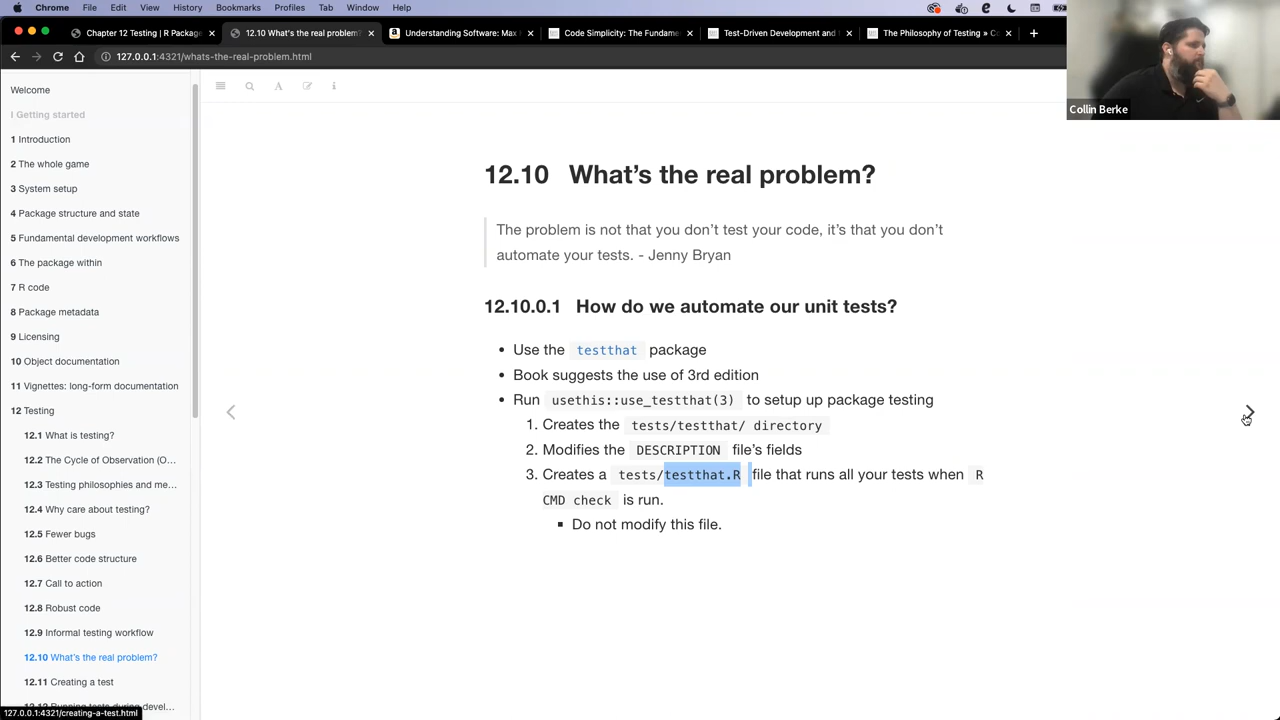 Chrome File Edit View History Bookmarks Profiles Tab Window Help
Chapter 12 Testing | R Package
12.10 What's the real problem?
Understanding Software: Max K
Code Simplicity: The Fundame
Test-Driven Development and
The Philosophy of Testing » Co
127.0.0.1:4321/whats-the-real-problem.html
Collin Berke
Welcome
I Getting started
1 Introduction
2 The whole game
3 System setup
4 Package structure and state
5 Fundamental development workflows
6 The package within
7 R code
8 Package metadata
9 Licensing
10 Object documentation
11 Vignettes: long-form documentation
12 Testing
12.1 What is testing?
12.2 The Cycle of Observation (O…
12.3 Testing philosophies and me…
12.4 Why care about testing?
12.5 Fewer bugs
12.6 Better code structure
12.7 Call to action
12.8 Robust code
12.9 Informal testing workflow
12.10 What's the real problem?
12.11 Creating a test
12.12 Running tests during devel…
127.0.0.1:4321/creating-a-test.html
12.10 What's the real problem?
The problem is not that you don't test your code, it's that you don't
automate your tests. - Jenny Bryan
12.10.0.1 How do we automate our unit tests?
• Use the testthat package
• Book suggests the use of 3rd edition
• Run usethis::use_testthat(3) to setup up package testing
1. Creates the tests/testthat/ directory
2. Modifies the DESCRIPTION file's fields
3. Creates a tests/testthat.R file that runs all your tests when R
CMD check is run.
▪ Do not modify this file.